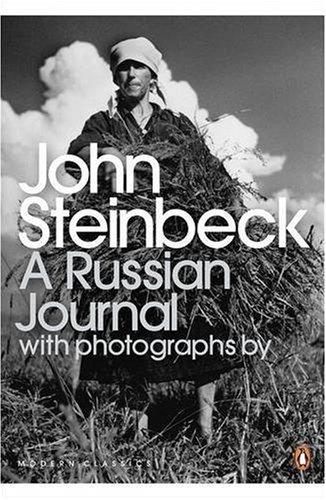 John
Steinbeck
A Russian
Journal
with photographs by
MODERN CLASSICS